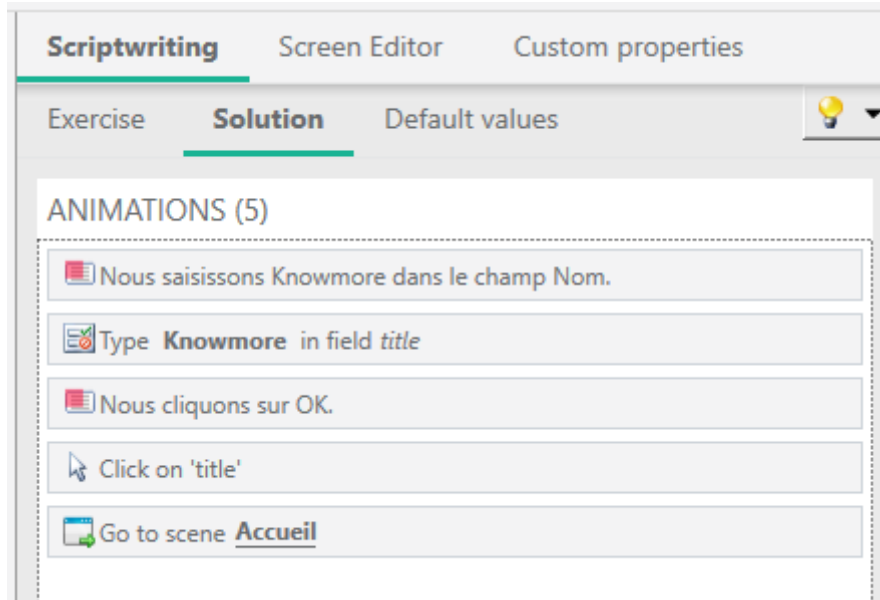 Scriptwriting Screen Editor Custom properties
Exercise Solution Default values
ANIMATIONS (5)
Nous saisissons Knowmore dans le champ Nom.
Type Knowmore in field title
Nous cliquons sur OK.
Click on 'title'
Go to scene Accueil